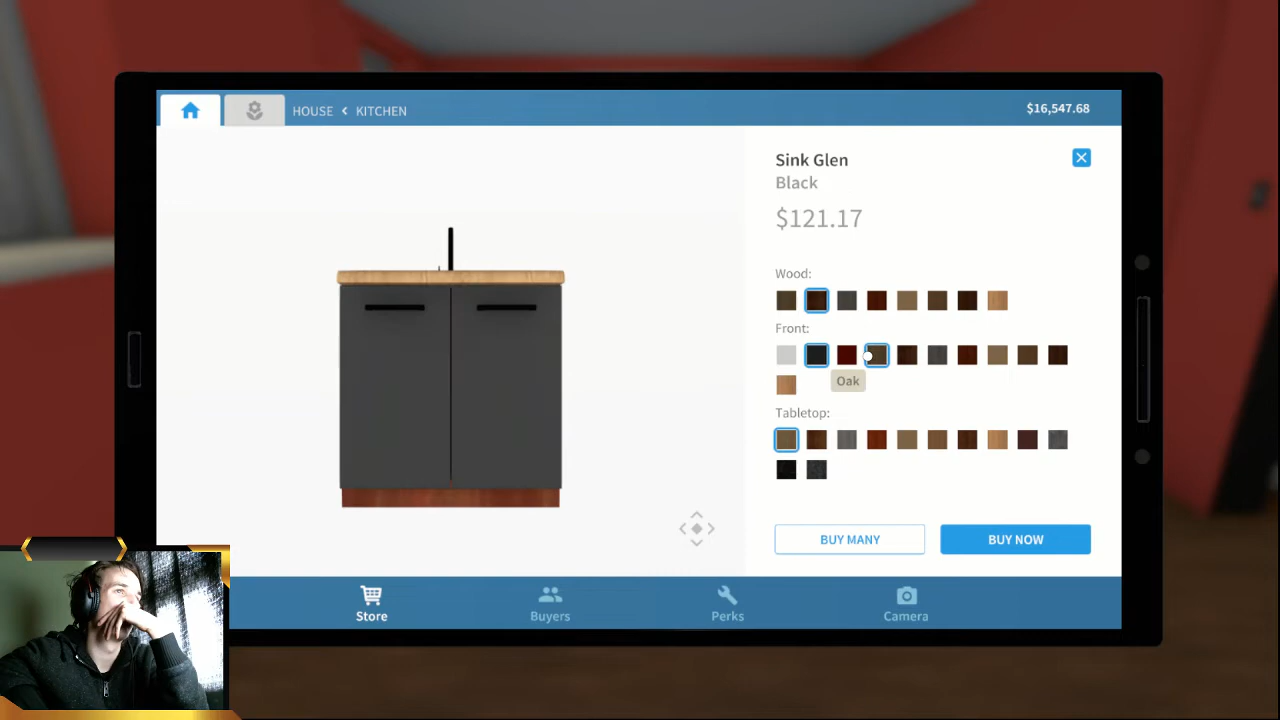 HOUSE < KITCHEN
$16,547.68
Sink Glen
Black
$121.17
Wood:
Front:
Oak
Tabletop:
BUY MANY
BUY NOW
Store
Buyers
Perks
Camera